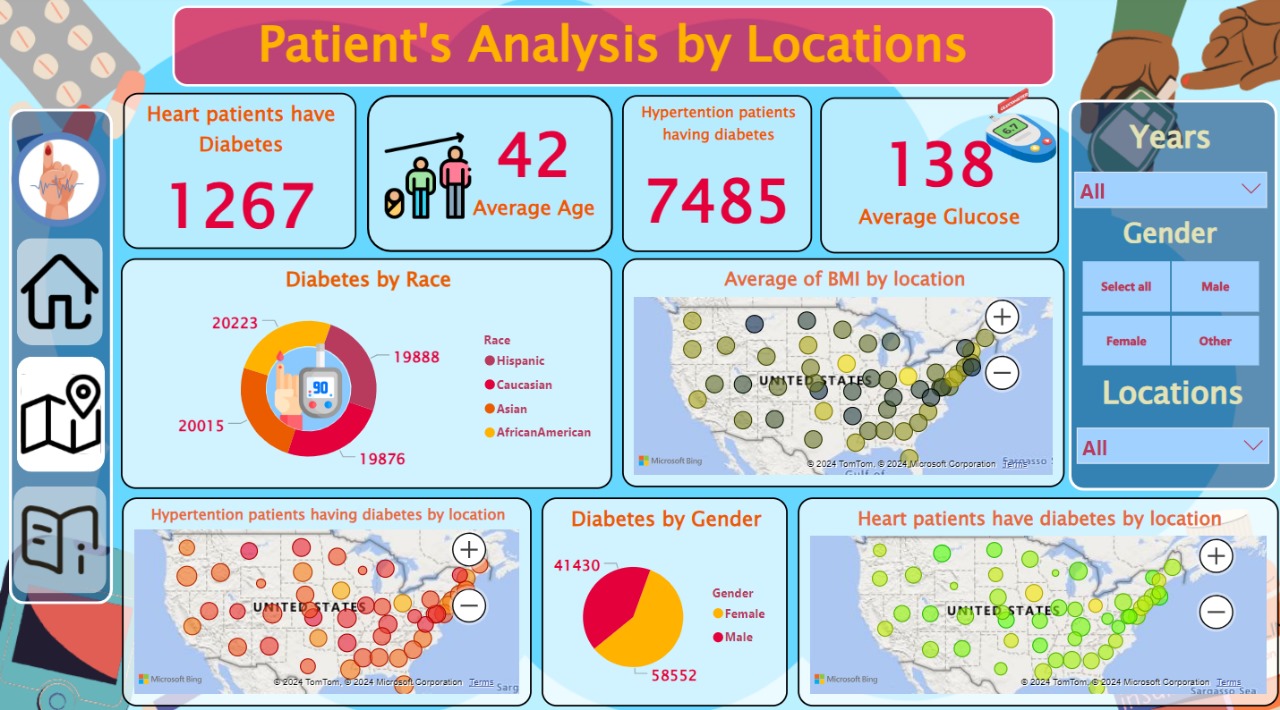 Patient's Analysis by Locations
Heart patients have
Diabetes
1267
42
Average Age
Hypertention patients
having diabetes
7485
6.7
138
Average Glucose
Years
All
Gender
Select all
Male
Female
Other
Locations
All
Diabetes by Race
20223
19888
20015
19876
90
Race
Hispanic
Caucasian
Asian
AfricanAmerican
Average of BMI by location
UNITED STATES
Microsoft Bing
© 2024 TomTom, © 2024 Microsoft Corporation Terms
Sargasso S
Gulf of
Hypertention patients having diabetes by location
UNITED STATES
Microsoft Bing
© 2024 TomTom, © 2024 Microsoft Corporation Terms
Sarg
Diabetes by Gender
41430
58552
Gender
Female
Male
Heart patients have diabetes by location
UNITED STATES
Microsoft Bing
© 2024 TomTom, © 2024 Microsoft Corporation Terms
Sargasso Sea